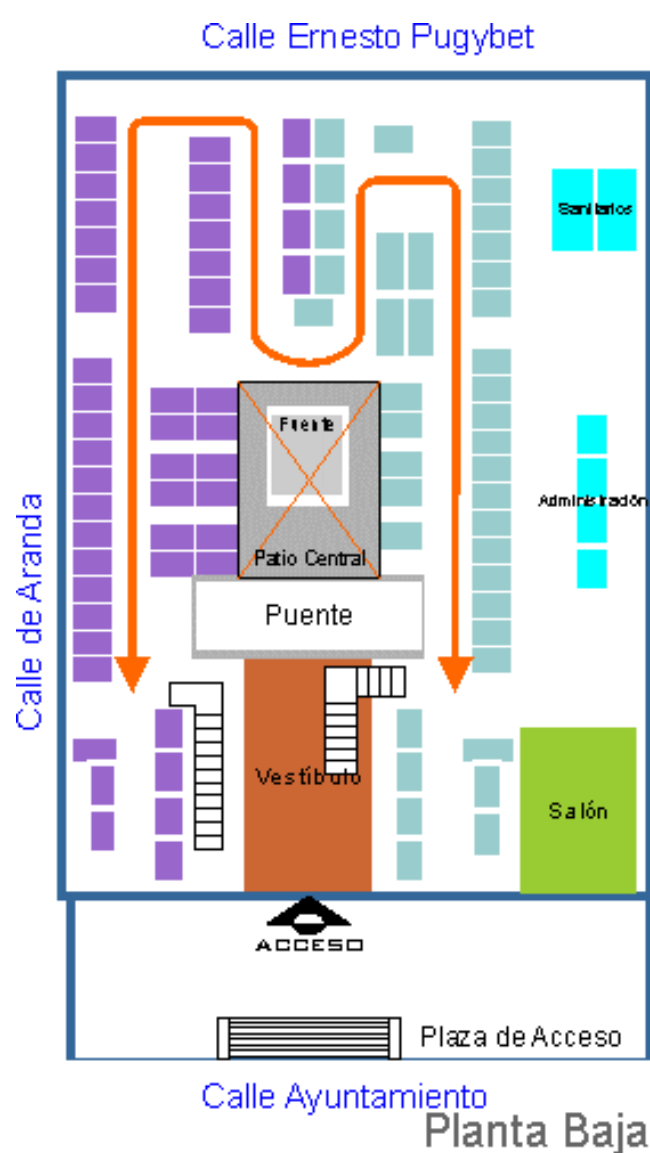 Calle Ernesto Pugybet
Sanitarios
Fuente
Calle de Aranda
Administración
Patio Central
Puente
Vestíbulo
Salón
ACCESO
Plaza de Acceso
Calle Ayuntamiento
Planta Baja